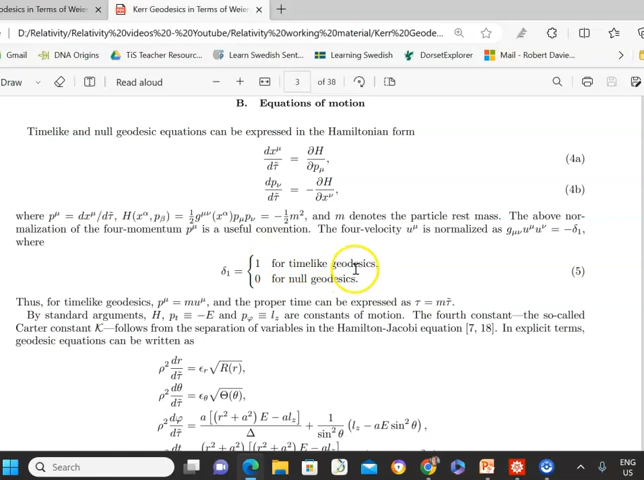 desics in Terms of Weier
Kerr Geodesics in Terms of Weier
D:/Relativity/Relativity%20videos%20-%20Youtube/Relativity%20working%20material/Kerr%20Geode...
Gmail DNA Origins TiS Teacher Resourc... Learn Swedish Sent... Learning Swedish DorsetExplorer Mail - Robert Davie...
Draw Read aloud 3 of 38
B. Equations of motion
Timelike and null geodesic equations can be expressed in the Hamiltonian form
dx^μ/dτ̃ = ∂H/∂p_μ, (4a)
dp_ν/dτ̃ = −∂H/∂x^ν, (4b)
where p^μ = dx^μ/dτ̃, H(x^α, p_β) = ½g^{μν}(x^α)p_μp_ν = −½m², and m denotes the particle rest mass. The above nor-
malization of the four-momentum p^μ is a useful convention. The four-velocity u^μ is normalized as g_{μν}u^μu^ν = −δ₁,
where
δ₁ = { 1 for timelike geodesics,
0 for null geodesics. (5)
Thus, for timelike geodesics, p^μ = mu^μ, and the proper time can be expressed as τ = mτ̃.
By standard arguments, H, p_t ≡ −E and p_φ ≡ l_z are constants of motion. The fourth constant—the so-called
Carter constant K—follows from the separation of variables in the Hamilton-Jacobi equation [7, 18]. In explicit terms,
geodesic equations can be written as
ρ² dr/dτ̃ = ε_r √R(r),
ρ² dθ/dτ̃ = ε_θ √Θ(θ),
ρ² dφ/dτ̃ = a[(r² + a²)E − al_z]/Δ + 1/sin²θ (l_z − aE sin²θ),
Search
ENG
US